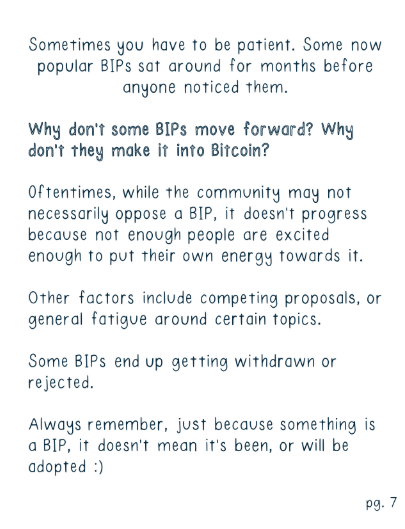 Sometimes you have to be patient. Some now
popular BIPs sat around for months before
anyone noticed them.
Why don't some BIPs move forward? Why
don't they make it into Bitcoin?
Oftentimes, while the community may not
necessarily oppose a BIP, it doesn't progress
because not enough people are excited
enough to put their own energy towards it.
Other factors include competing proposals, or
general fatigue around certain topics.
Some BIPs end up getting withdrawn or
rejected.
Always remember, just because something is
a BIP, it doesn't mean it's been, or will be
adopted :)
pg. 7